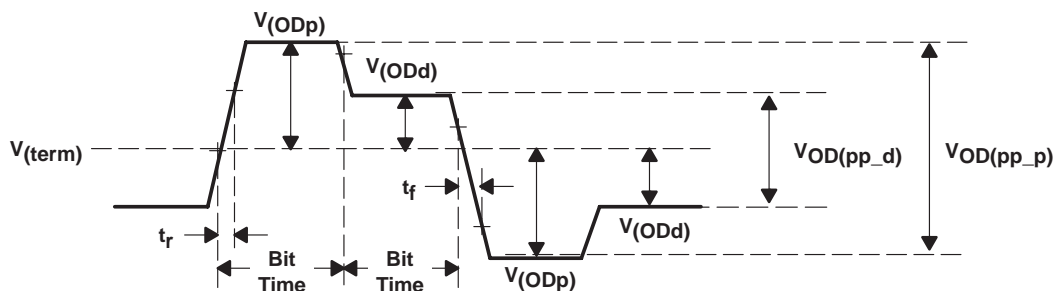 V(ODp)
V(ODd)
V(term)
VOD(pp_d)
VOD(pp_p)
tf
tr
V(ODd)
Bit
Time
Bit
Time
V(ODp)